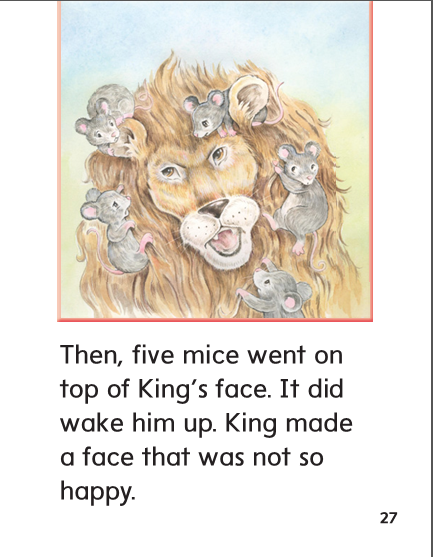 Then, five mice went on
top of King's face. It did
wake him up. King made
a face that was not so
happy.
27